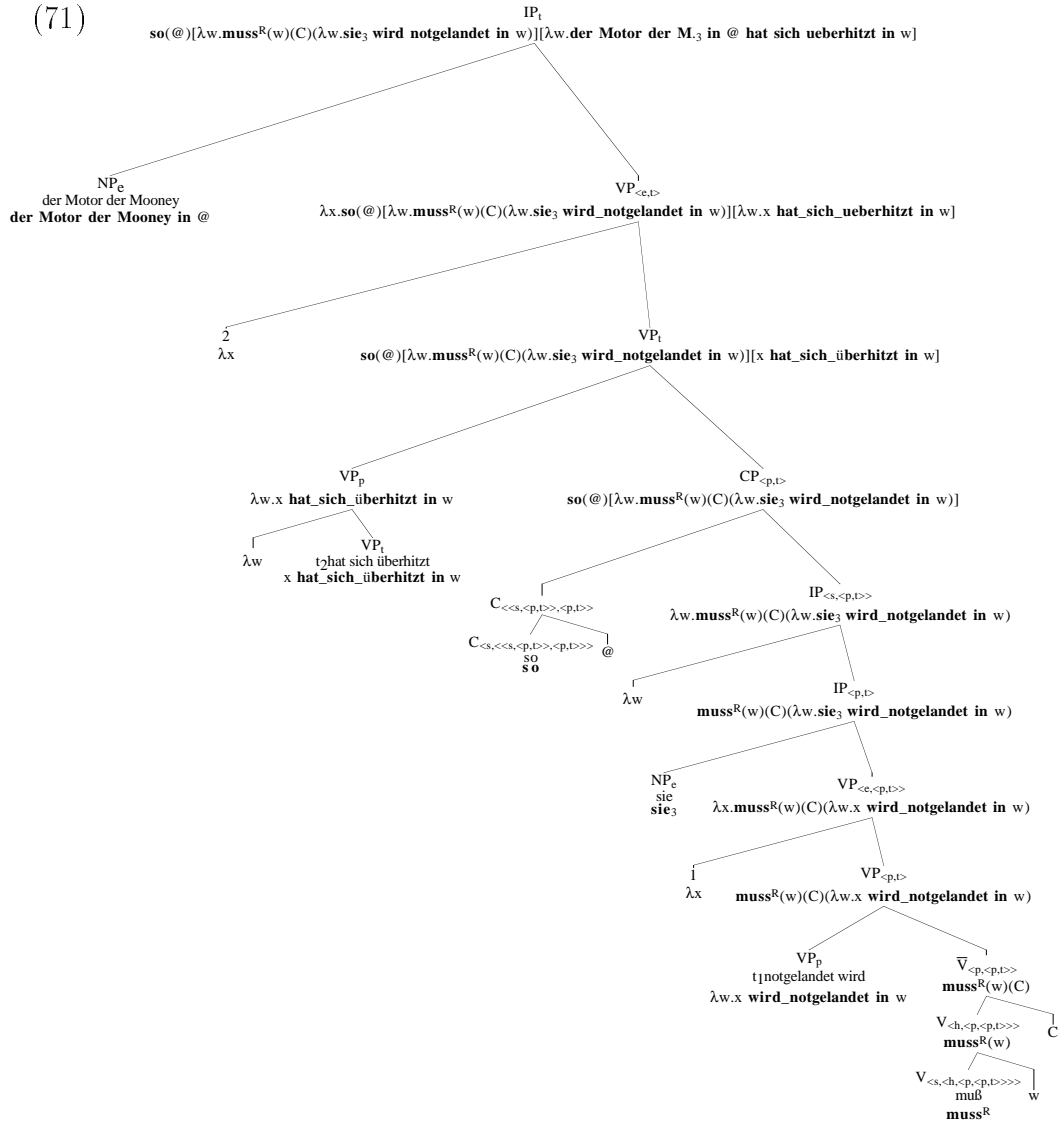 (71)
IPt
so(@)[λw.mussR(w)(C)(λw.sie3 wird notgelandet in w)][λw.der Motor der M.3 in @ hat sich ueberhitzt in w]
NPe
der Motor der Mooney
der Motor der Mooney in @
VP<e,t>
λx.so(@)[λw.mussR(w)(C)(λw.sie3 wird_notgelandet in w)][λw.x hat_sich_ueberhitzt in w]
2
λx
VPt
so(@)[λw.mussR(w)(C)(λw.sie3 wird_notgelandet in w)][x hat_sich_überhitzt in w]
VPp
λw.x hat_sich_überhitzt in w
CP<p,t>
so(@)[λw.mussR(w)(C)(λw.sie3 wird_notgelandet in w)]
λw
VPt
t2hat sich überhitzt
x hat_sich_überhitzt in w
C<<s,<p,t>>,<p,t>>
IP<s,<p,t>>
λw.mussR(w)(C)(λw.sie3 wird_notgelandet in w)
C<s,<<s,<p,t>>,<p,t>>>
so
so
@
λw
IP<p,t>
mussR(w)(C)(λw.sie3 wird_notgelandet in w)
NPe
sie
sie3
VP<e,<p,t>>
λx.mussR(w)(C)(λw.x wird_notgelandet in w)
1
λx
VP<p,t>
mussR(w)(C)(λw.x wird_notgelandet in w)
VPp
t1notgelandet wird
λw.x wird_notgelandet in w
V̅<p,<p,t>>
mussR(w)(C)
V<h,<p,<p,t>>>
mussR(w)
C
V<s,<h,<p,<p,t>>>>
muß
mussR
w